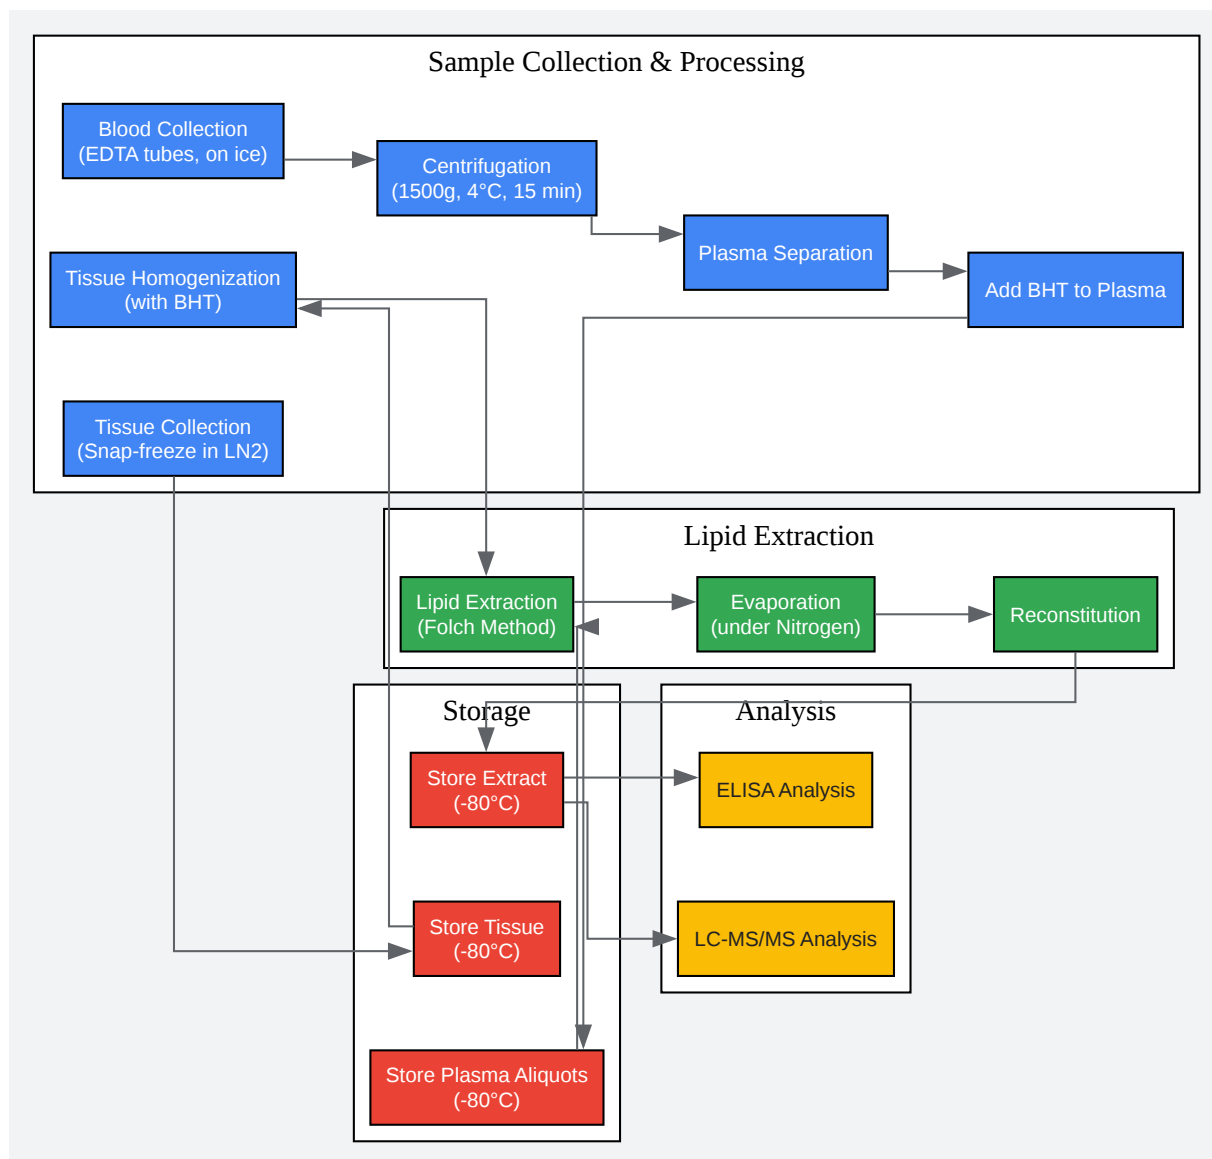 Sample Collection & Processing
Blood Collection
(EDTA tubes, on ice)
Centrifugation
(1500g, 4°C, 15 min)
Plasma Separation
Add BHT to Plasma
Tissue Homogenization
(with BHT)
Tissue Collection
(Snap-freeze in LN2)
Lipid Extraction
Lipid Extraction
(Folch Method)
Evaporation
(under Nitrogen)
Reconstitution
Storage
Store Extract
(-80°C)
Store Tissue
(-80°C)
Store Plasma Aliquots
(-80°C)
Analysis
ELISA Analysis
LC-MS/MS Analysis